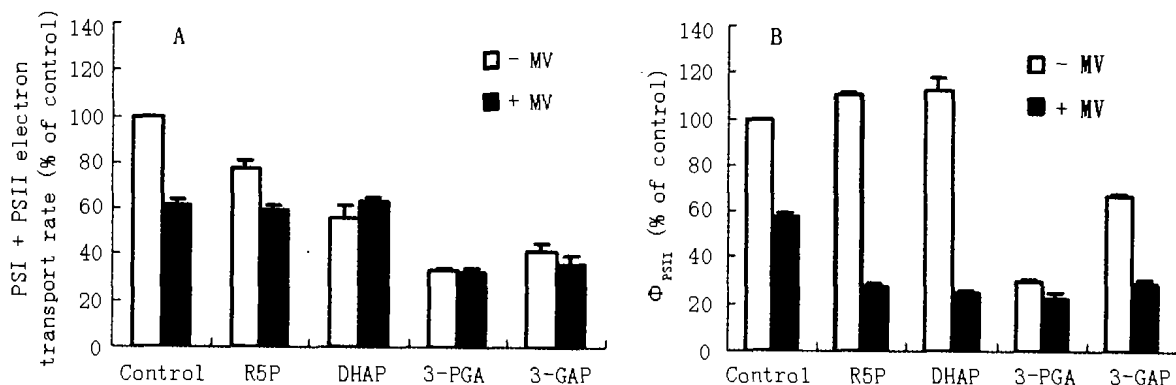 PSI + PSII electron
transport rate (% of control)
140
120
100
80
60
40
20
0
A
- MV
+ MV
Control R5P DHAP 3-PGA 3-GAP
ΦPSII (% of control)
140
120
100
80
60
40
20
0
B
- MV
+ MV
Control R5P DHAP 3-PGA 3-GAP